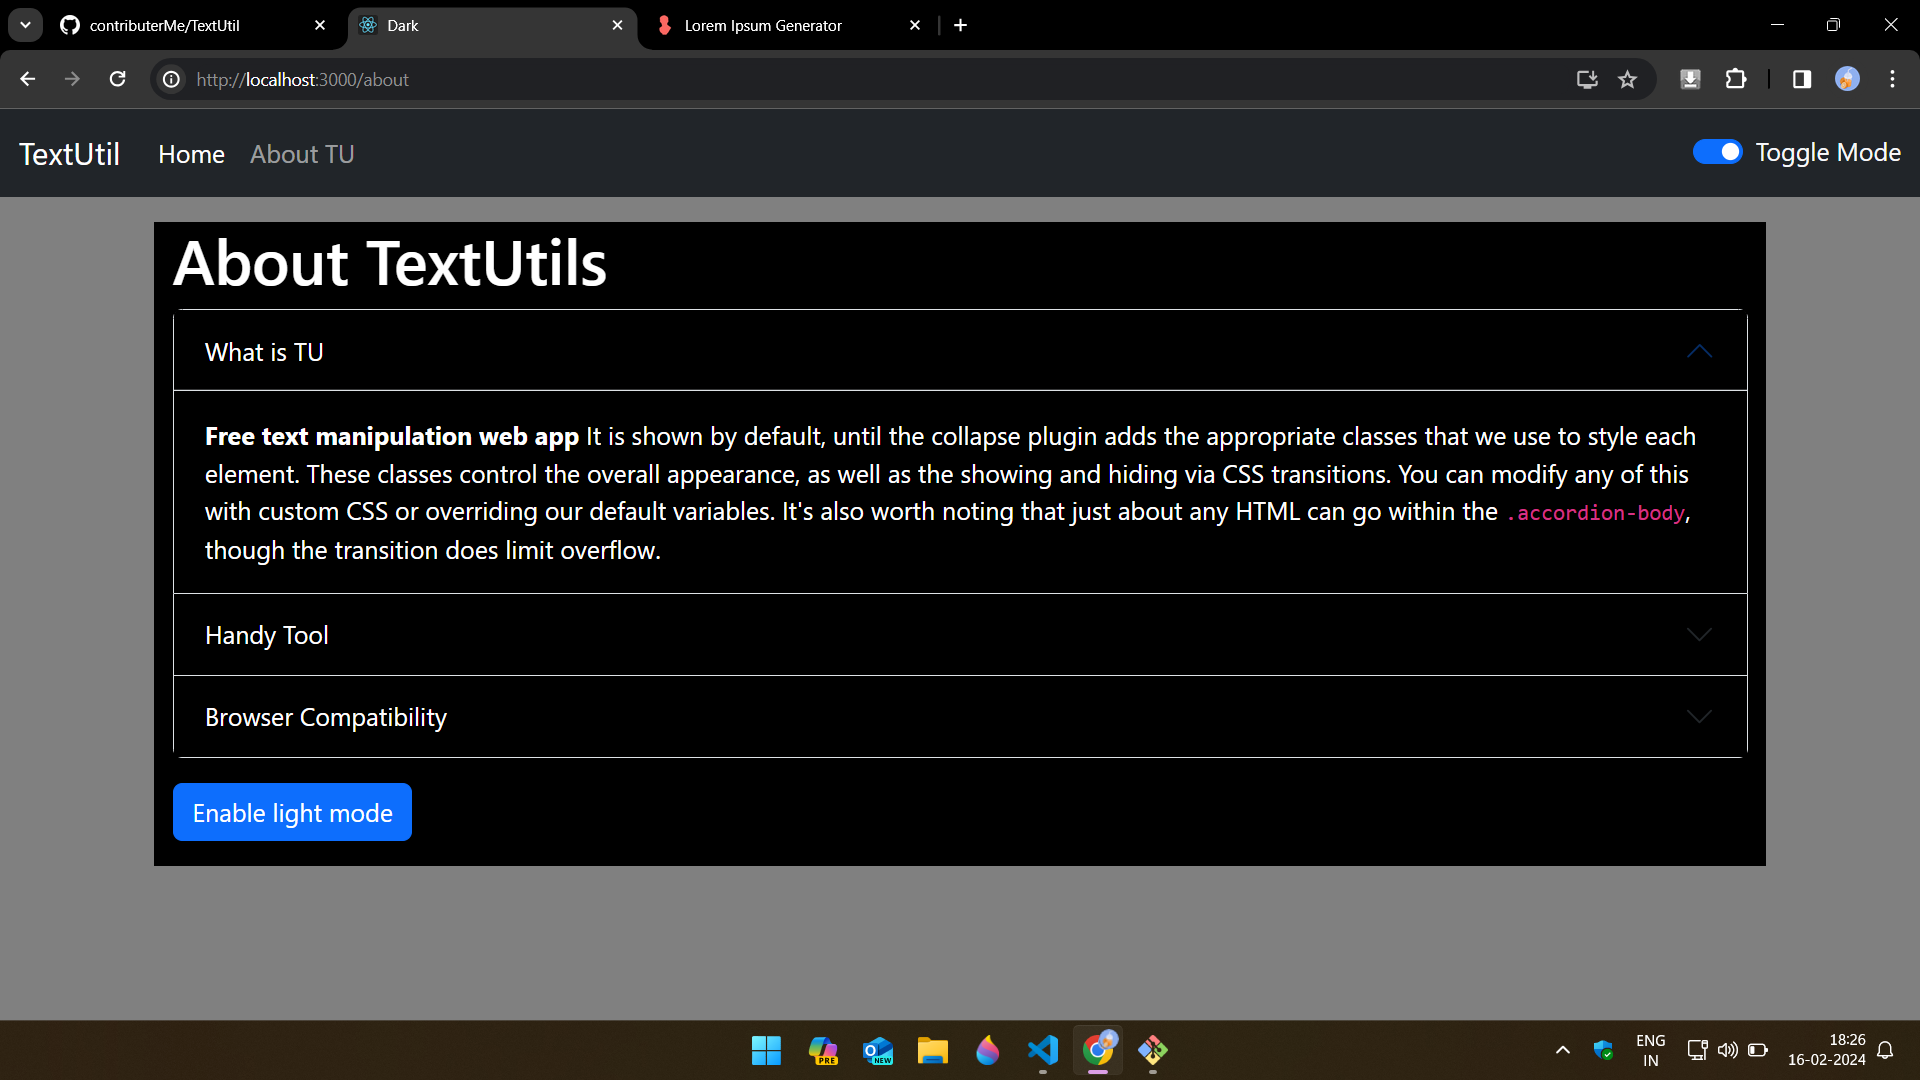 contributerMe/TextUtil
Dark
Lorem Ipsum Generator
http://localhost:3000/about
TextUtil Home About TU
Toggle Mode
About TextUtils
What is TU
Free text manipulation web app It is shown by default, until the collapse plugin adds the appropriate classes that we use to style each
element. These classes control the overall appearance, as well as the showing and hiding via CSS transitions. You can modify any of this
with custom CSS or overriding our default variables. It's also worth noting that just about any HTML can go within the .accordion-body,
though the transition does limit overflow.
Handy Tool
Browser Compatibility
Enable light mode
PRE
NEW
ENG
IN
18:26
16-02-2024